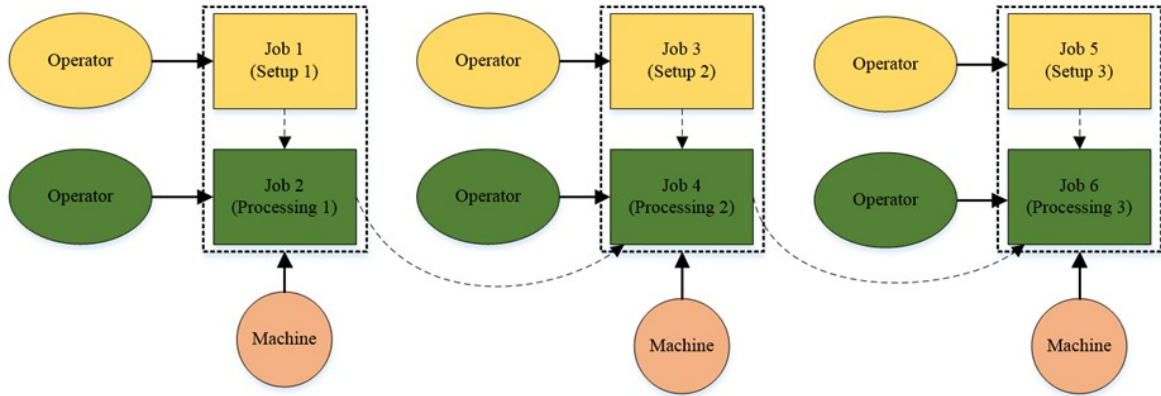 Operator
Job 1
(Setup 1)
Operator
Job 3
(Setup 2)
Operator
Job 5
(Setup 3)
Operator
Job 2
(Processing 1)
Operator
Job 4
(Processing 2)
Operator
Job 6
(Processing 3)
Machine
Machine
Machine